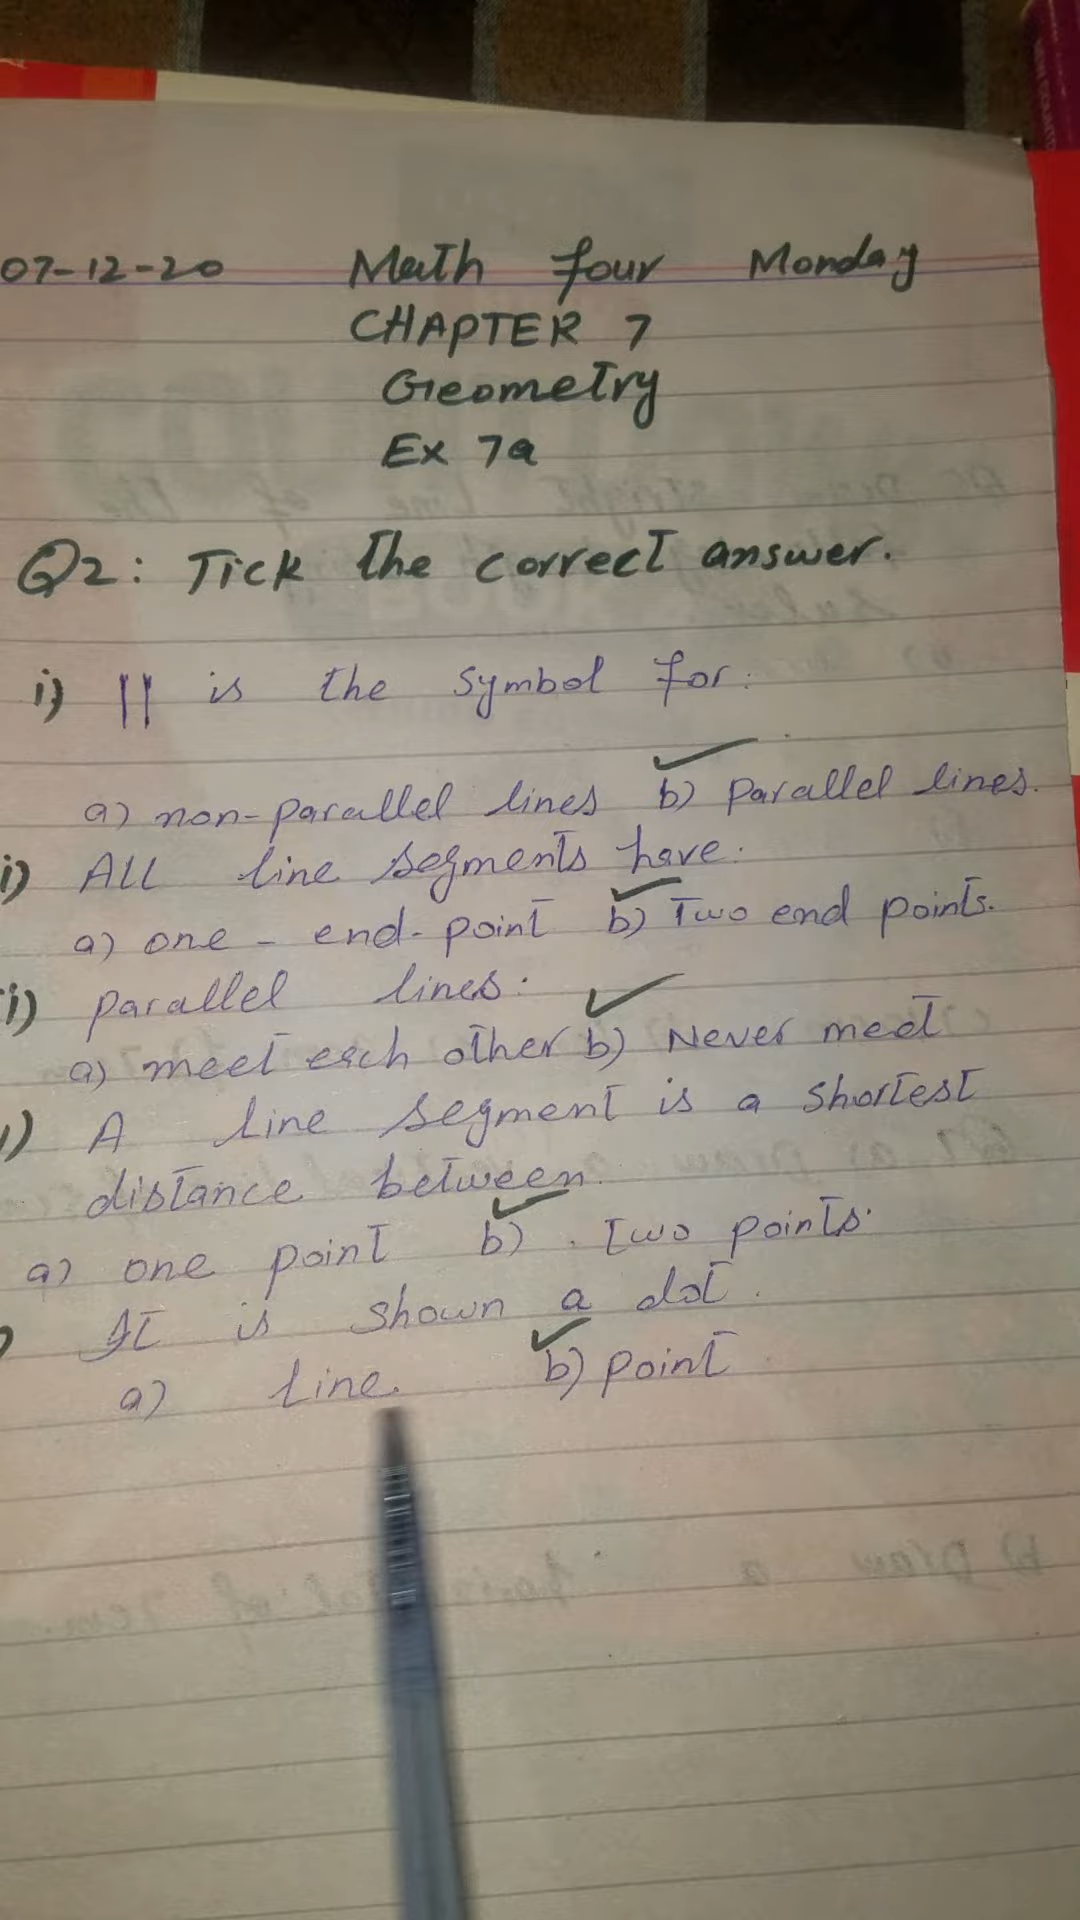 07-12-20 Math four Monday
CHAPTER 7
Geometry
Ex 7a
Q2: Tick the correct answer.
i) || is the symbol for:
a) non-parallel lines b) parallel lines.
i) All line segments have:
a) one - end-point b) Two end points.
i) parallel lines:
a) meet each other b) Never meet
) A line segment is a shortest
distance between.
a) one point b) . Two points.
It is shown a dot.
a) line. b) point